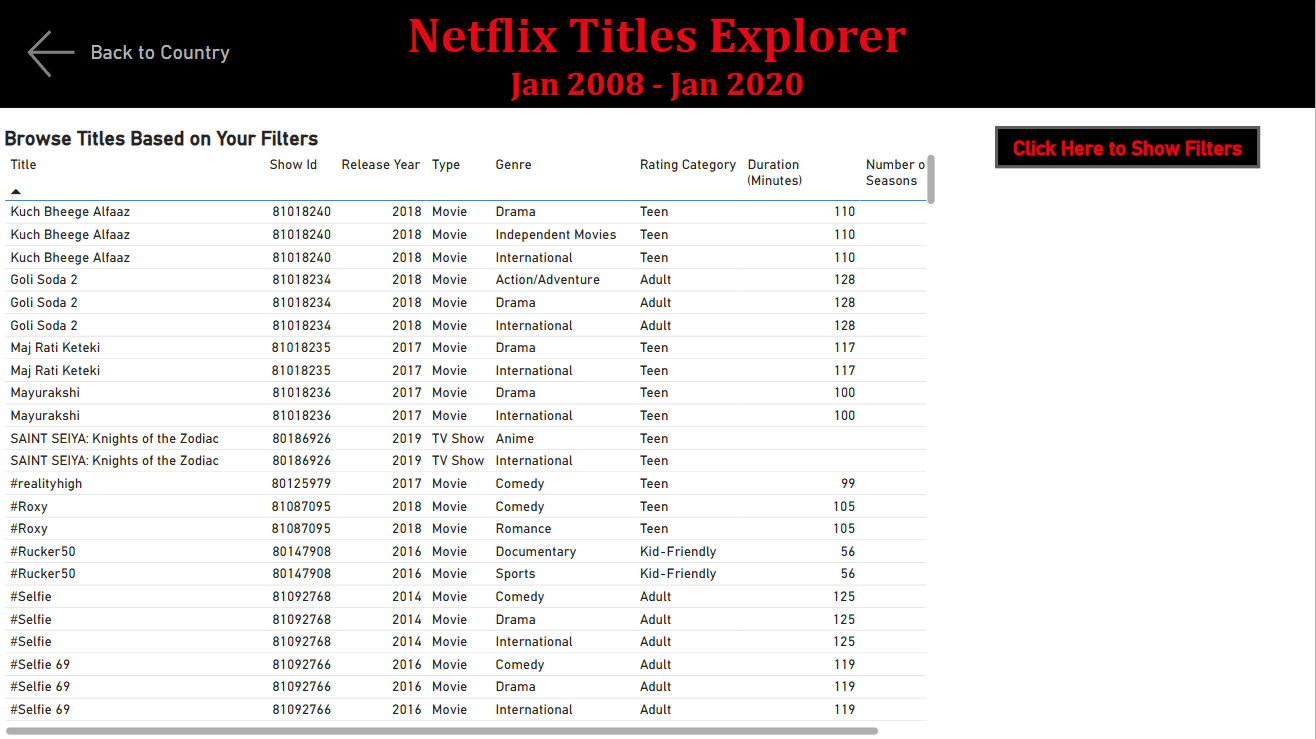 Back to Country
Netflix Titles Explorer
Jan 2008 - Jan 2020
Browse Titles Based on Your Filters
Click Here to Show Filters
Title Show Id Release Year Type Genre Rating Category Duration (Minutes) Number o Seasons
Kuch Bheege Alfaaz 81018240 2018 Movie Drama Teen 110
Kuch Bheege Alfaaz 81018240 2018 Movie Independent Movies Teen 110
Kuch Bheege Alfaaz 81018240 2018 Movie International Teen 110
Goli Soda 2 81018234 2018 Movie Action/Adventure Adult 128
Goli Soda 2 81018234 2018 Movie Drama Adult 128
Goli Soda 2 81018234 2018 Movie International Adult 128
Maj Rati Keteki 81018235 2017 Movie Drama Teen 117
Maj Rati Keteki 81018235 2017 Movie International Teen 117
Mayurakshi 81018236 2017 Movie Drama Teen 100
Mayurakshi 81018236 2017 Movie International Teen 100
SAINT SEIYA: Knights of the Zodiac 80186926 2019 TV Show Anime Teen
SAINT SEIYA: Knights of the Zodiac 80186926 2019 TV Show International Teen
#realityhigh 80125979 2017 Movie Comedy Teen 99
#Roxy 81087095 2018 Movie Comedy Teen 105
#Roxy 81087095 2018 Movie Romance Teen 105
#Rucker50 80147908 2016 Movie Documentary Kid-Friendly 56
#Rucker50 80147908 2016 Movie Sports Kid-Friendly 56
#Selfie 81092768 2014 Movie Comedy Adult 125
#Selfie 81092768 2014 Movie Drama Adult 125
#Selfie 81092768 2014 Movie International Adult 125
#Selfie 69 81092766 2016 Movie Comedy Adult 119
#Selfie 69 81092766 2016 Movie Drama Adult 119
#Selfie 69 81092766 2016 Movie International Adult 119